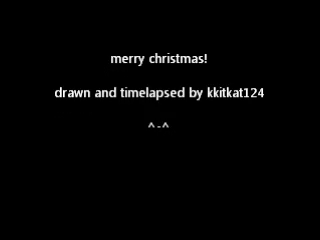 merry christmas!
drawn and timelapsed by kkitkat124
^-^